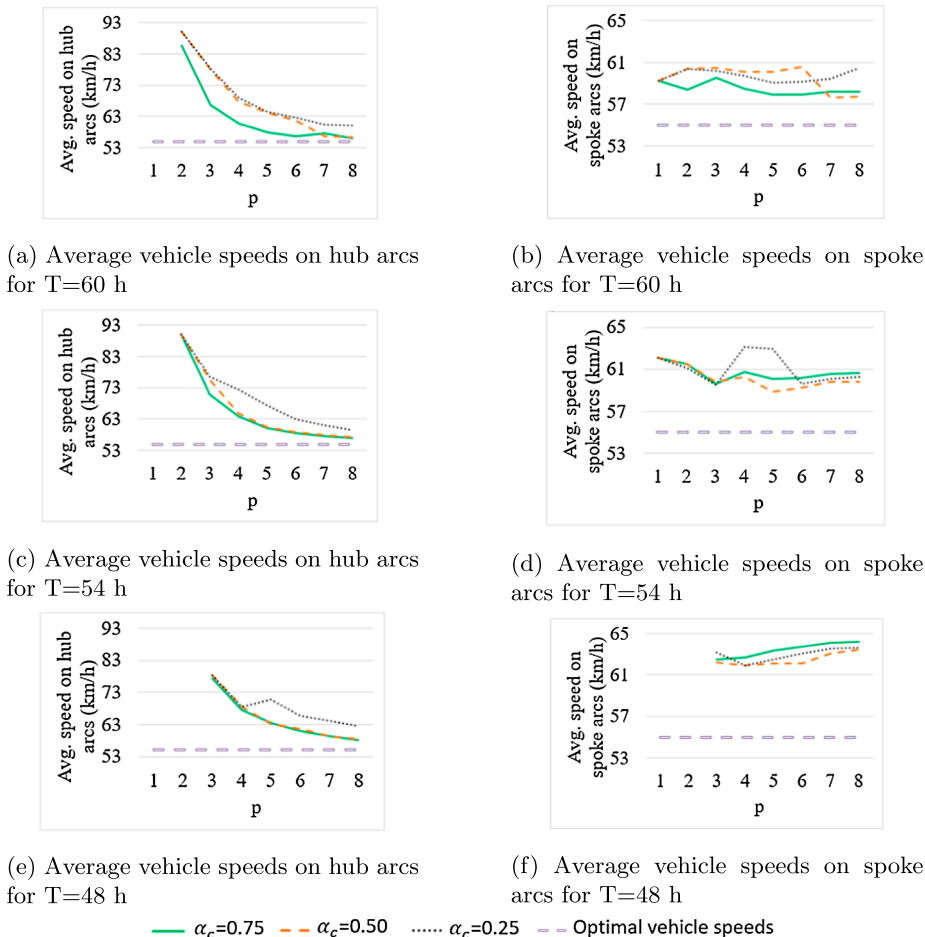 93
83
73
63
53
Avg. speed on hub
arcs (km/h)
1 2 3 4 5 6 7 8
p
(a) Average vehicle speeds on hub arcs
for T=60 h
65
61
57
53
Avg. speed on
spoke arcs (km/h)
1 2 3 4 5 6 7 8
p
(b) Average vehicle speeds on spoke
arcs for T=60 h
93
83
73
63
53
Avg. speed on hub
arcs (km/h)
1 2 3 4 5 6 7 8
p
(c) Average vehicle speeds on hub arcs
for T=54 h
65
61
57
53
Avg. speed on
spoke arcs (km/h)
1 2 3 4 5 6 7 8
p
(d) Average vehicle speeds on spoke
arcs for T=54 h
93
83
73
63
53
Avg. speed on hub
arcs (km/h)
1 2 3 4 5 6 7 8
p
(e) Average vehicle speeds on hub arcs
for T=48 h
65
61
57
53
Avg. speed on
spoke arcs (km/h)
1 2 3 4 5 6 7 8
p
(f) Average vehicle speeds on spoke
arcs for T=48 h
α_c=0.75 α_c=0.50 α_c=0.25 Optimal vehicle speeds